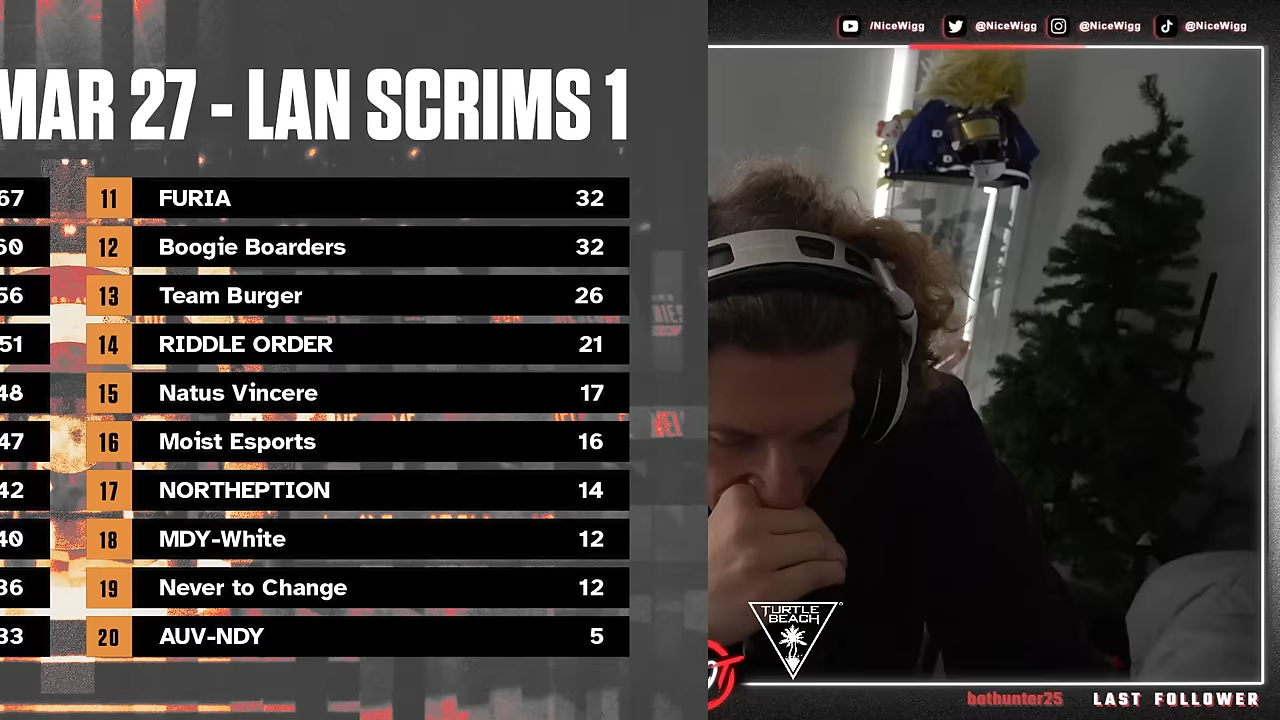 /NiceWigg @NiceWigg @NiceWigg @NiceWigg
MAR 27 - LAN SCRIMS 1
67 11 FURIA 32
60 12 Boogie Boarders 32
56 13 Team Burger 26
51 14 RIDDLE ORDER 21
48 15 Natus Vincere 17
47 16 Moist Esports 16
42 17 NORTHEPTION 14
40 18 MDY-White 12
36 19 Never to Change 12
33 20 AUV-NDY 5
TURTLE
BEACH
bothunter25 LAST FOLLOWER